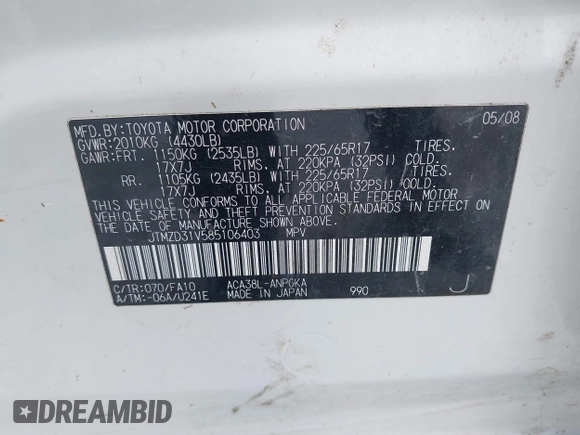 MFD.BY:TOYOTA MOTOR CORPORATION 05/08
GVWR:2010KG (4430LB)
GAWR:FRT. 1150KG (2535LB) WITH 225/65R17 TIRES.
17X7J RIMS. AT 220KPA (32PSI) COLD.
RR. 1105KG (2435LB) WITH 225/65R17 TIRES.
17X7J RIMS. AT 220KPA (32PSI) COLD.
THIS VEHICLE CONFORMS TO ALL APPLICABLE FEDERAL MOTOR
VEHICLE SAFETY AND THEFT PREVENTION STANDARDS IN EFFECT ON
THE DATE OF MANUFACTURE SHOWN ABOVE.
JTMZD31V585106403 MPV
C/TR:070/FA10 ACA38L-ANPGKA
A/TM:-06A/U241E MADE IN JAPAN 990 J
DREAMBID